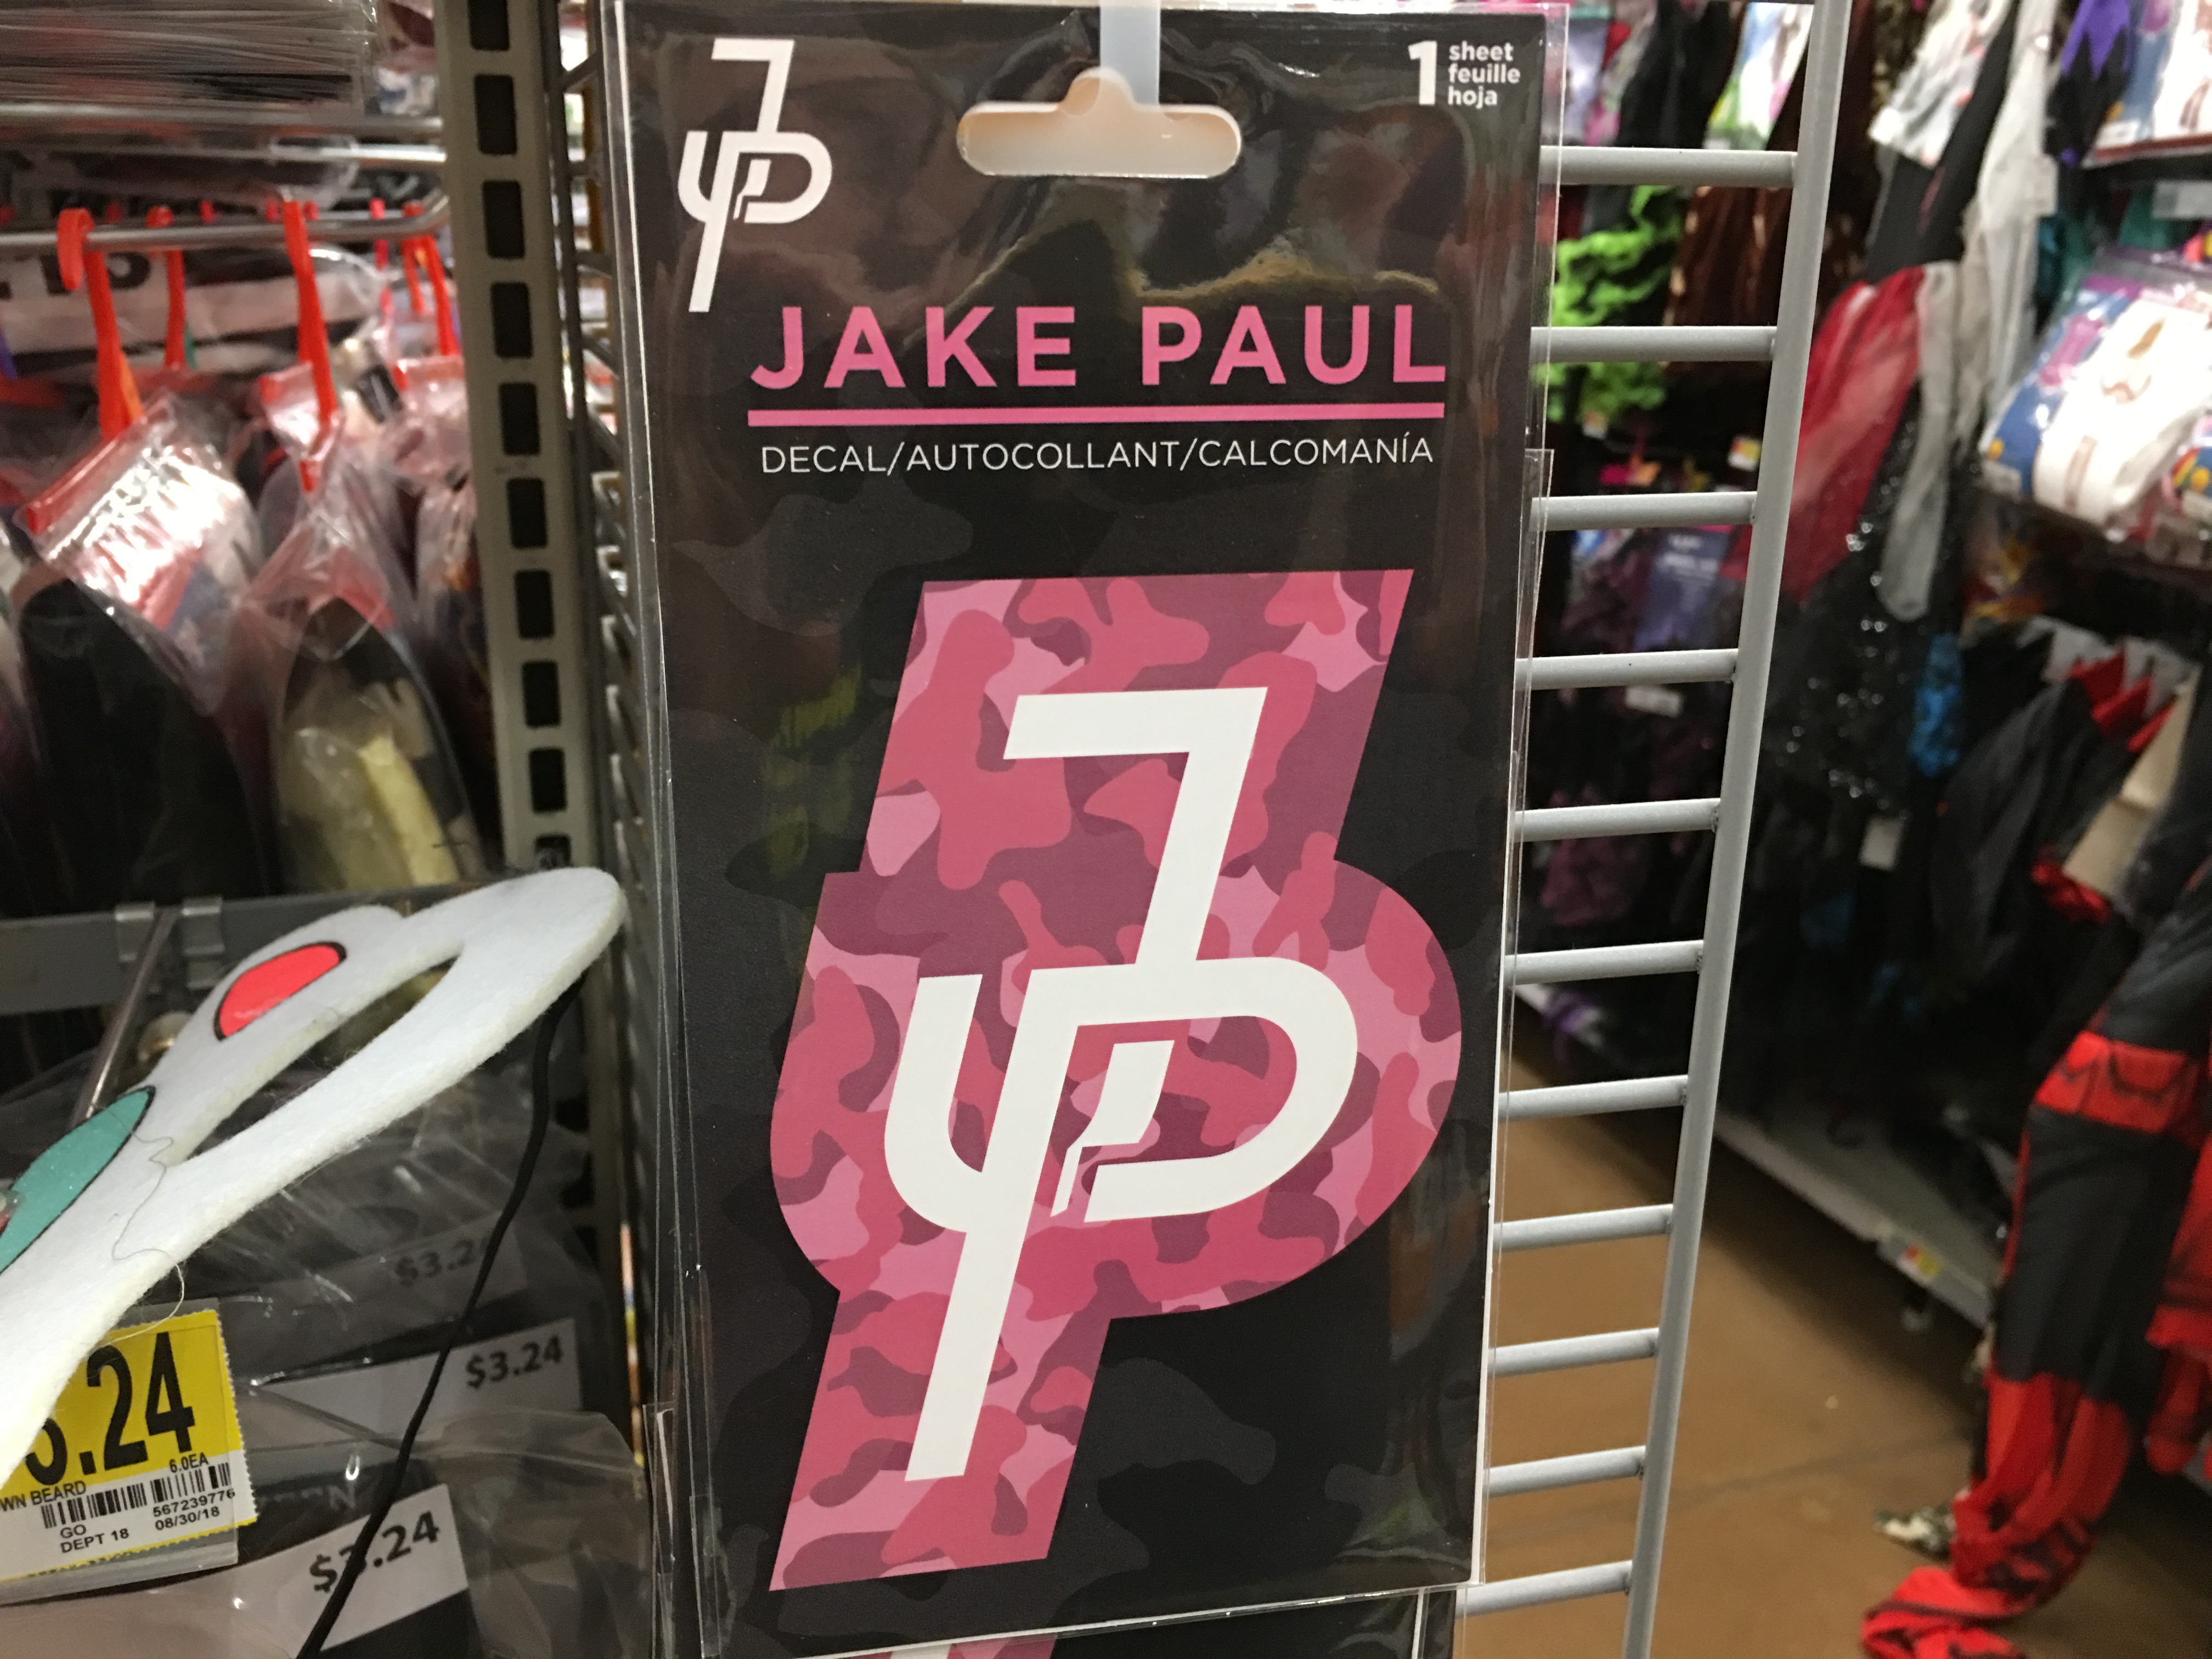 1 sheet
feuille
hoja
JAKE PAUL
DECAL/AUTOCOLLANT/CALCOMANÍA
$3.24
.24
6.0EA
WN BEARD
567239776
GO
08/30/18
DEPT 18
$3.24